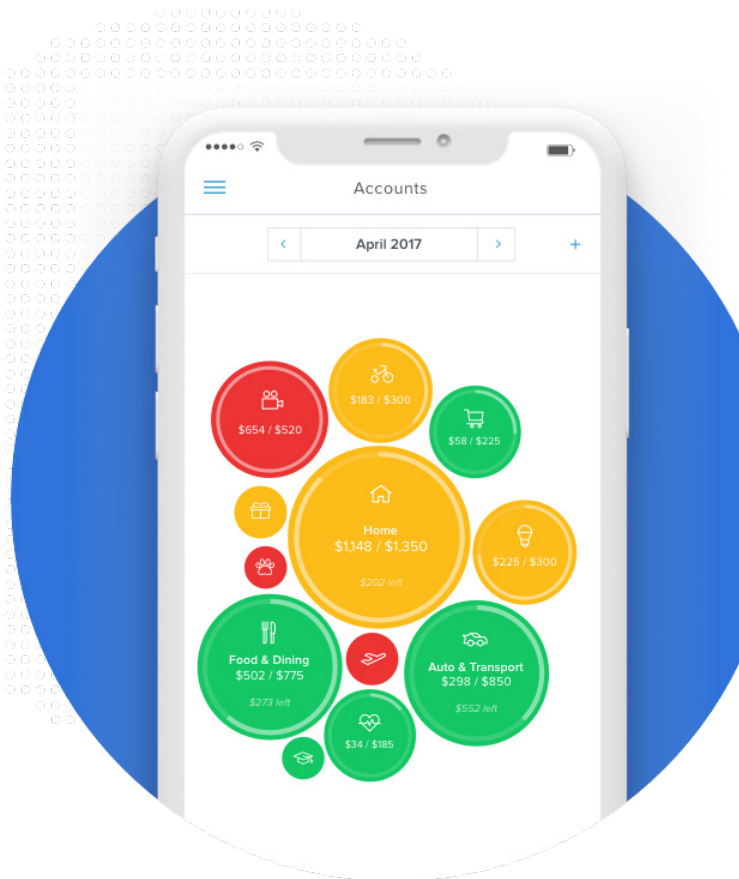 Accounts
April 2017
$183 / $300
$654 / $520
$58 / $225
Home
$1,148 / $1,350
$202 left
$225 / $300
Food & Dining
$502 / $775
$273 left
Auto & Transport
$298 / $850
$552 left
$34 / $185